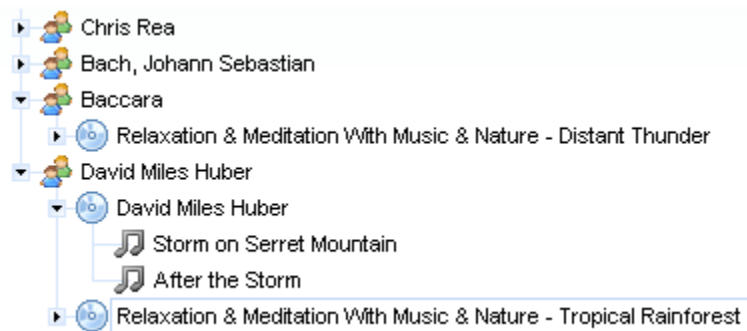 Chris Rea
Bach, Johann Sebastian
Baccara
Relaxation & Meditation With Music & Nature - Distant Thunder
David Miles Huber
David Miles Huber
Storm on Serret Mountain
After the Storm
Relaxation & Meditation With Music & Nature - Tropical Rainforest